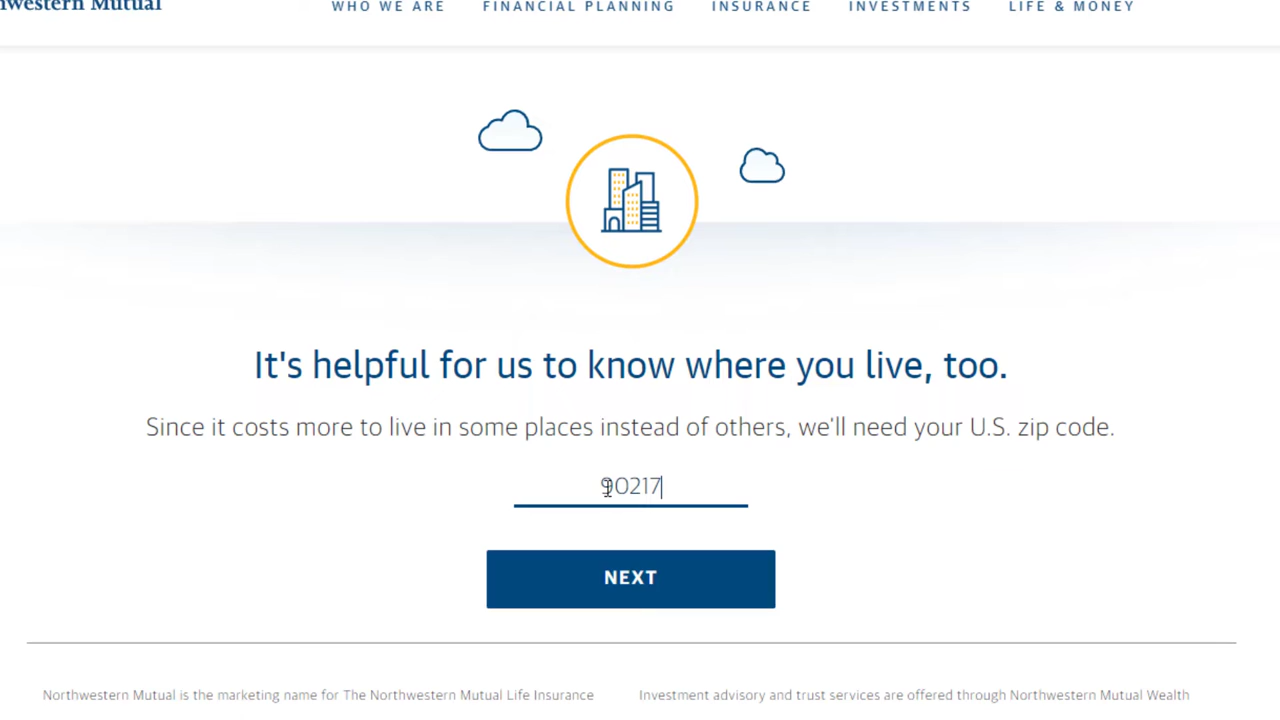 western Mutual
WHO WE ARE
FINANCIAL PLANNING
INSURANCE
INVESTMENTS
LIFE & MONEY
It's helpful for us to know where you live, too.
Since it costs more to live in some places instead of others, we'll need your U.S. zip code.
90217
NEXT
Northwestern Mutual is the marketing name for The Northwestern Mutual Life Insurance
Investment advisory and trust services are offered through Northwestern Mutual Wealth